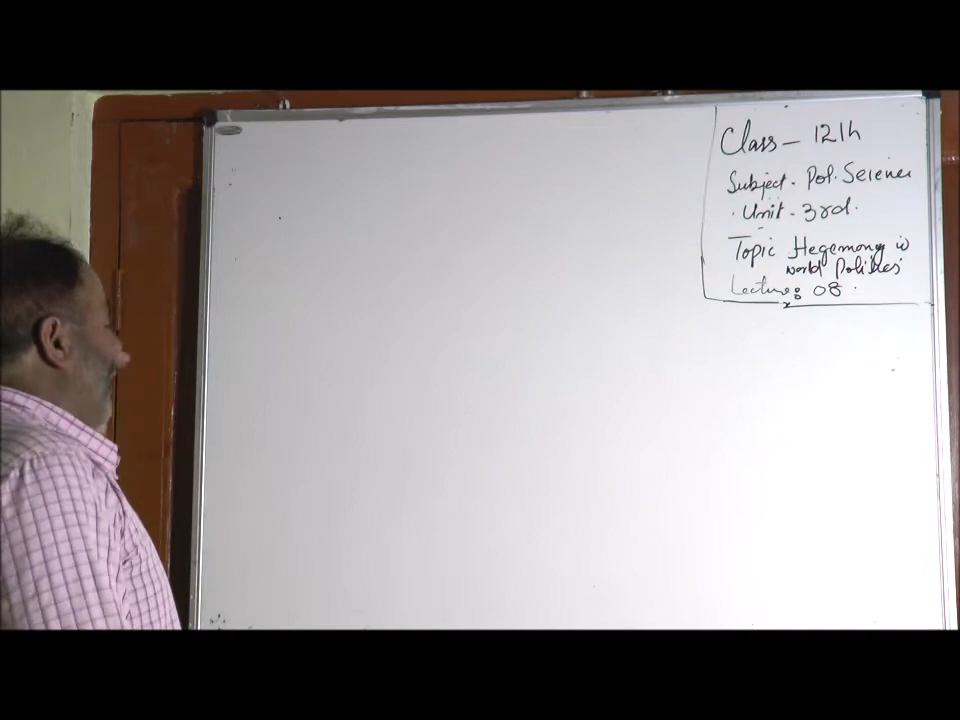 Class - 12th
Subject - Pol. Science
Unit - 3rd.
Topic Hegemony in
world Politics
Lecture: 08.